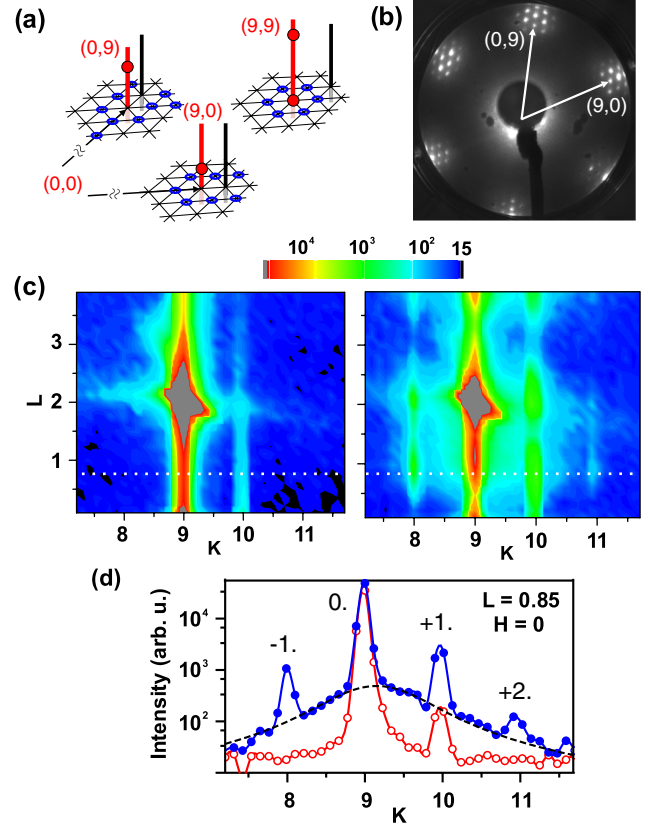 (a)
(0,9)
(9,9)
(9,0)
(0,0)
(b)
(0,9)
(9,0)
10⁴ 10³ 10² 15
(c)
L
3
2
1
8 9 10 11
K
8 9 10 11
K
(d)
Intensity (arb. u.)
10⁴
10³
10²
-1.
0.
+1.
+2.
L = 0.85
H = 0
8 9 10 11
K